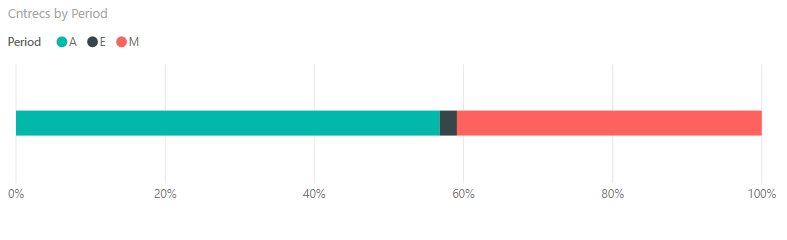 Cntrecs by Period
Period A E M
0% 20% 40% 60% 80% 100%